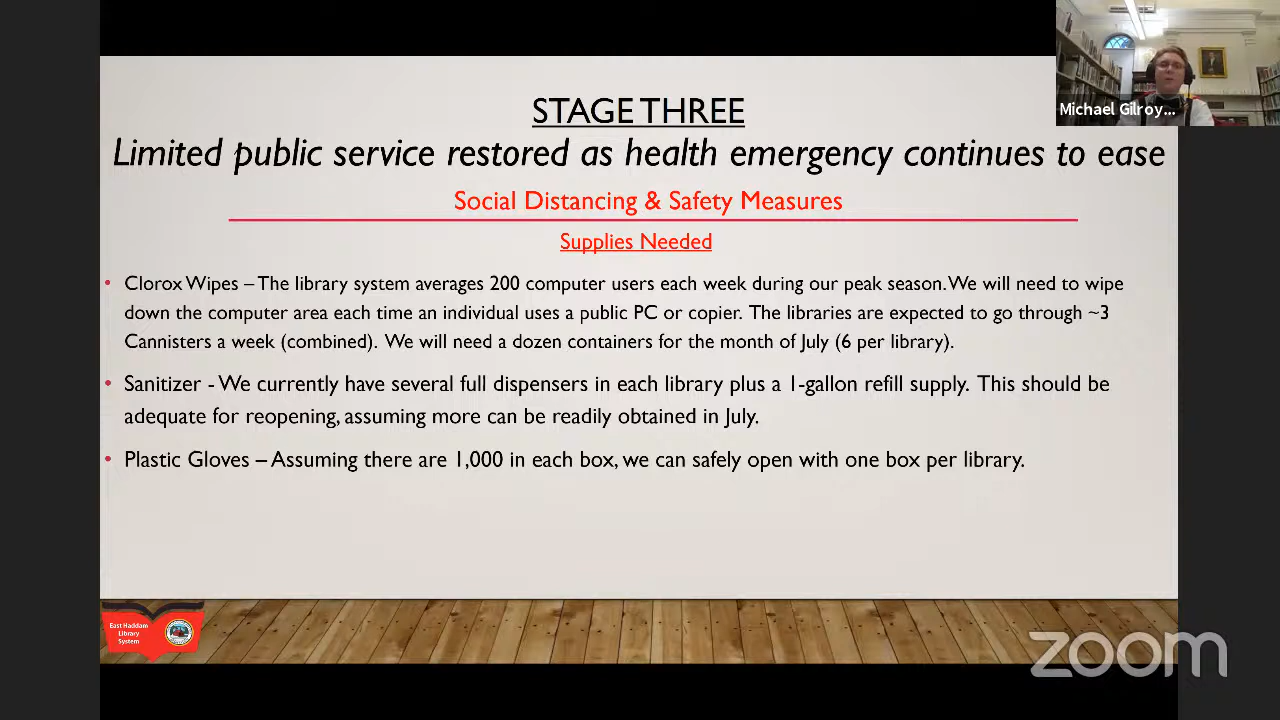 STAGE THREE
Limited public service restored as health emergency continues to ease
Social Distancing & Safety Measures
Supplies Needed
• Clorox Wipes – The library system averages 200 computer users each week during our peak season. We will need to wipe
down the computer area each time an individual uses a public PC or copier. The libraries are expected to go through ~3
Cannisters a week (combined). We will need a dozen containers for the month of July (6 per library).
• Sanitizer - We currently have several full dispensers in each library plus a 1-gallon refill supply. This should be
adequate for reopening, assuming more can be readily obtained in July.
• Plastic Gloves – Assuming there are 1,000 in each box, we can safely open with one box per library.
Michael Gilroy...
East Haddam
Library
System
zoom